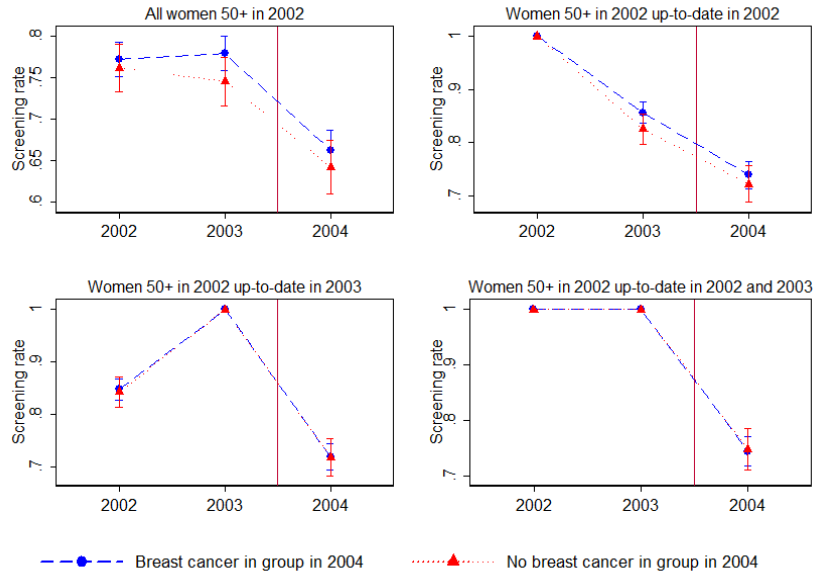 All women 50+ in 2002
Screening rate
.8
.75
.7
.65
.6
2002 2003 2004
Women 50+ in 2002 up-to-date in 2002
Screening rate
1
.9
.8
.7
2002 2003 2004
Women 50+ in 2002 up-to-date in 2003
Screening rate
1
.9
.8
.7
2002 2003 2004
Women 50+ in 2002 up-to-date in 2002 and 2003
Screening rate
1
.9
.8
.7
2002 2003 2004
Breast cancer in group in 2004 No breast cancer in group in 2004